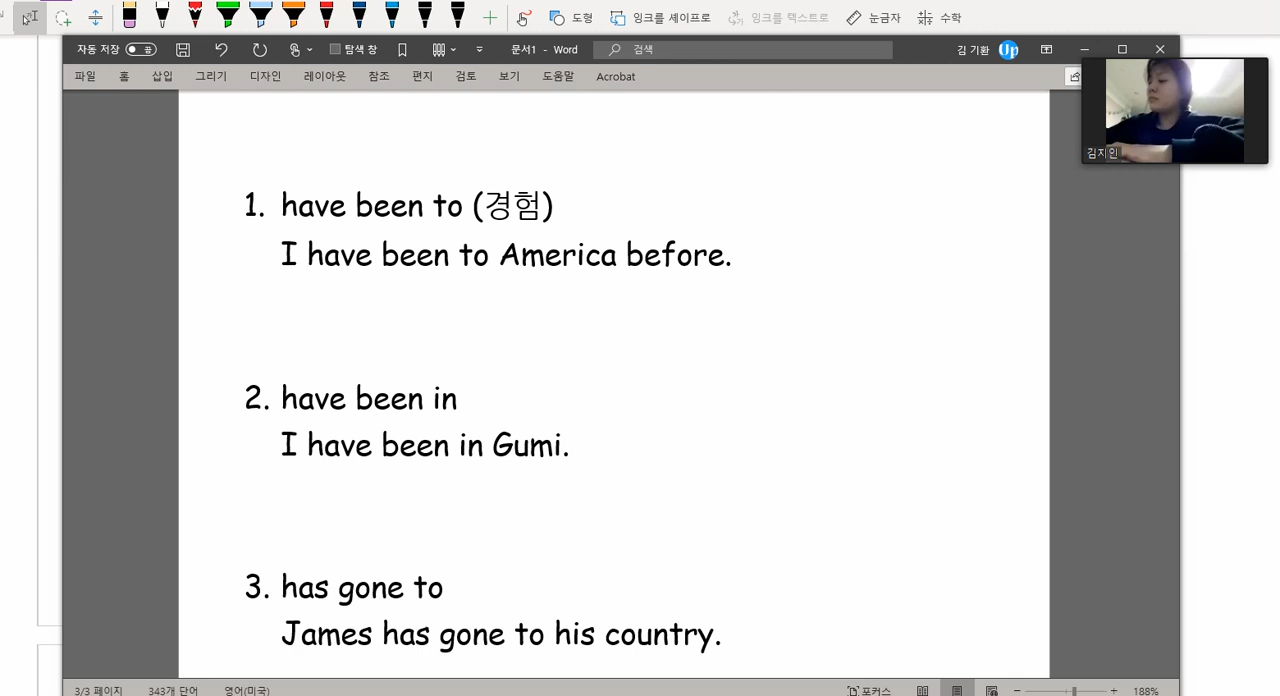 도형
잉크를 셰이프로
잉크를 텍스트로
눈금자
수학
자동 저장
끔
탐색 창
문서1 - Word
검색
김 기환
Up
파일
홈
삽입
그리기
디자인
레이아웃
참조
편지
검토
보기
도움말
Acrobat
김지인
1. have been to (경험)
I have been to America before.
2. have been in
I have been in Gumi.
3. has gone to
James has gone to his country.
3/3 페이지
343개 단어
영어(미국)
포커스
188%